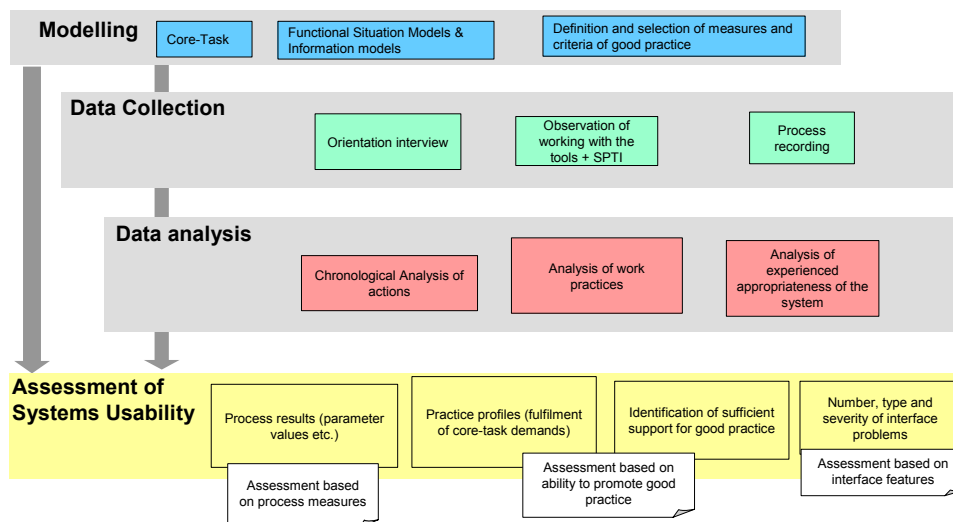 Modelling
Core-Task
Functional Situation Models &
Information models
Definition and selection of measures and
criteria of good practice
Data Collection
Orientation interview
Observation of
working with the
tools + SPTI
Process
recording
Data analysis
Chronological Analysis of
actions
Analysis of work
practices
Analysis of
experienced
appropriateness of the
system
Assessment of
Systems Usability
Process results (parameter
values etc.)
Practice profiles (fulfilment
of core-task demands)
Identification of sufficient
support for good practice
Number, type and
severity of interface
problems
Assessment based
on process measures
Assessment based on
ability to promote good
practice
Assessment based on
interface features